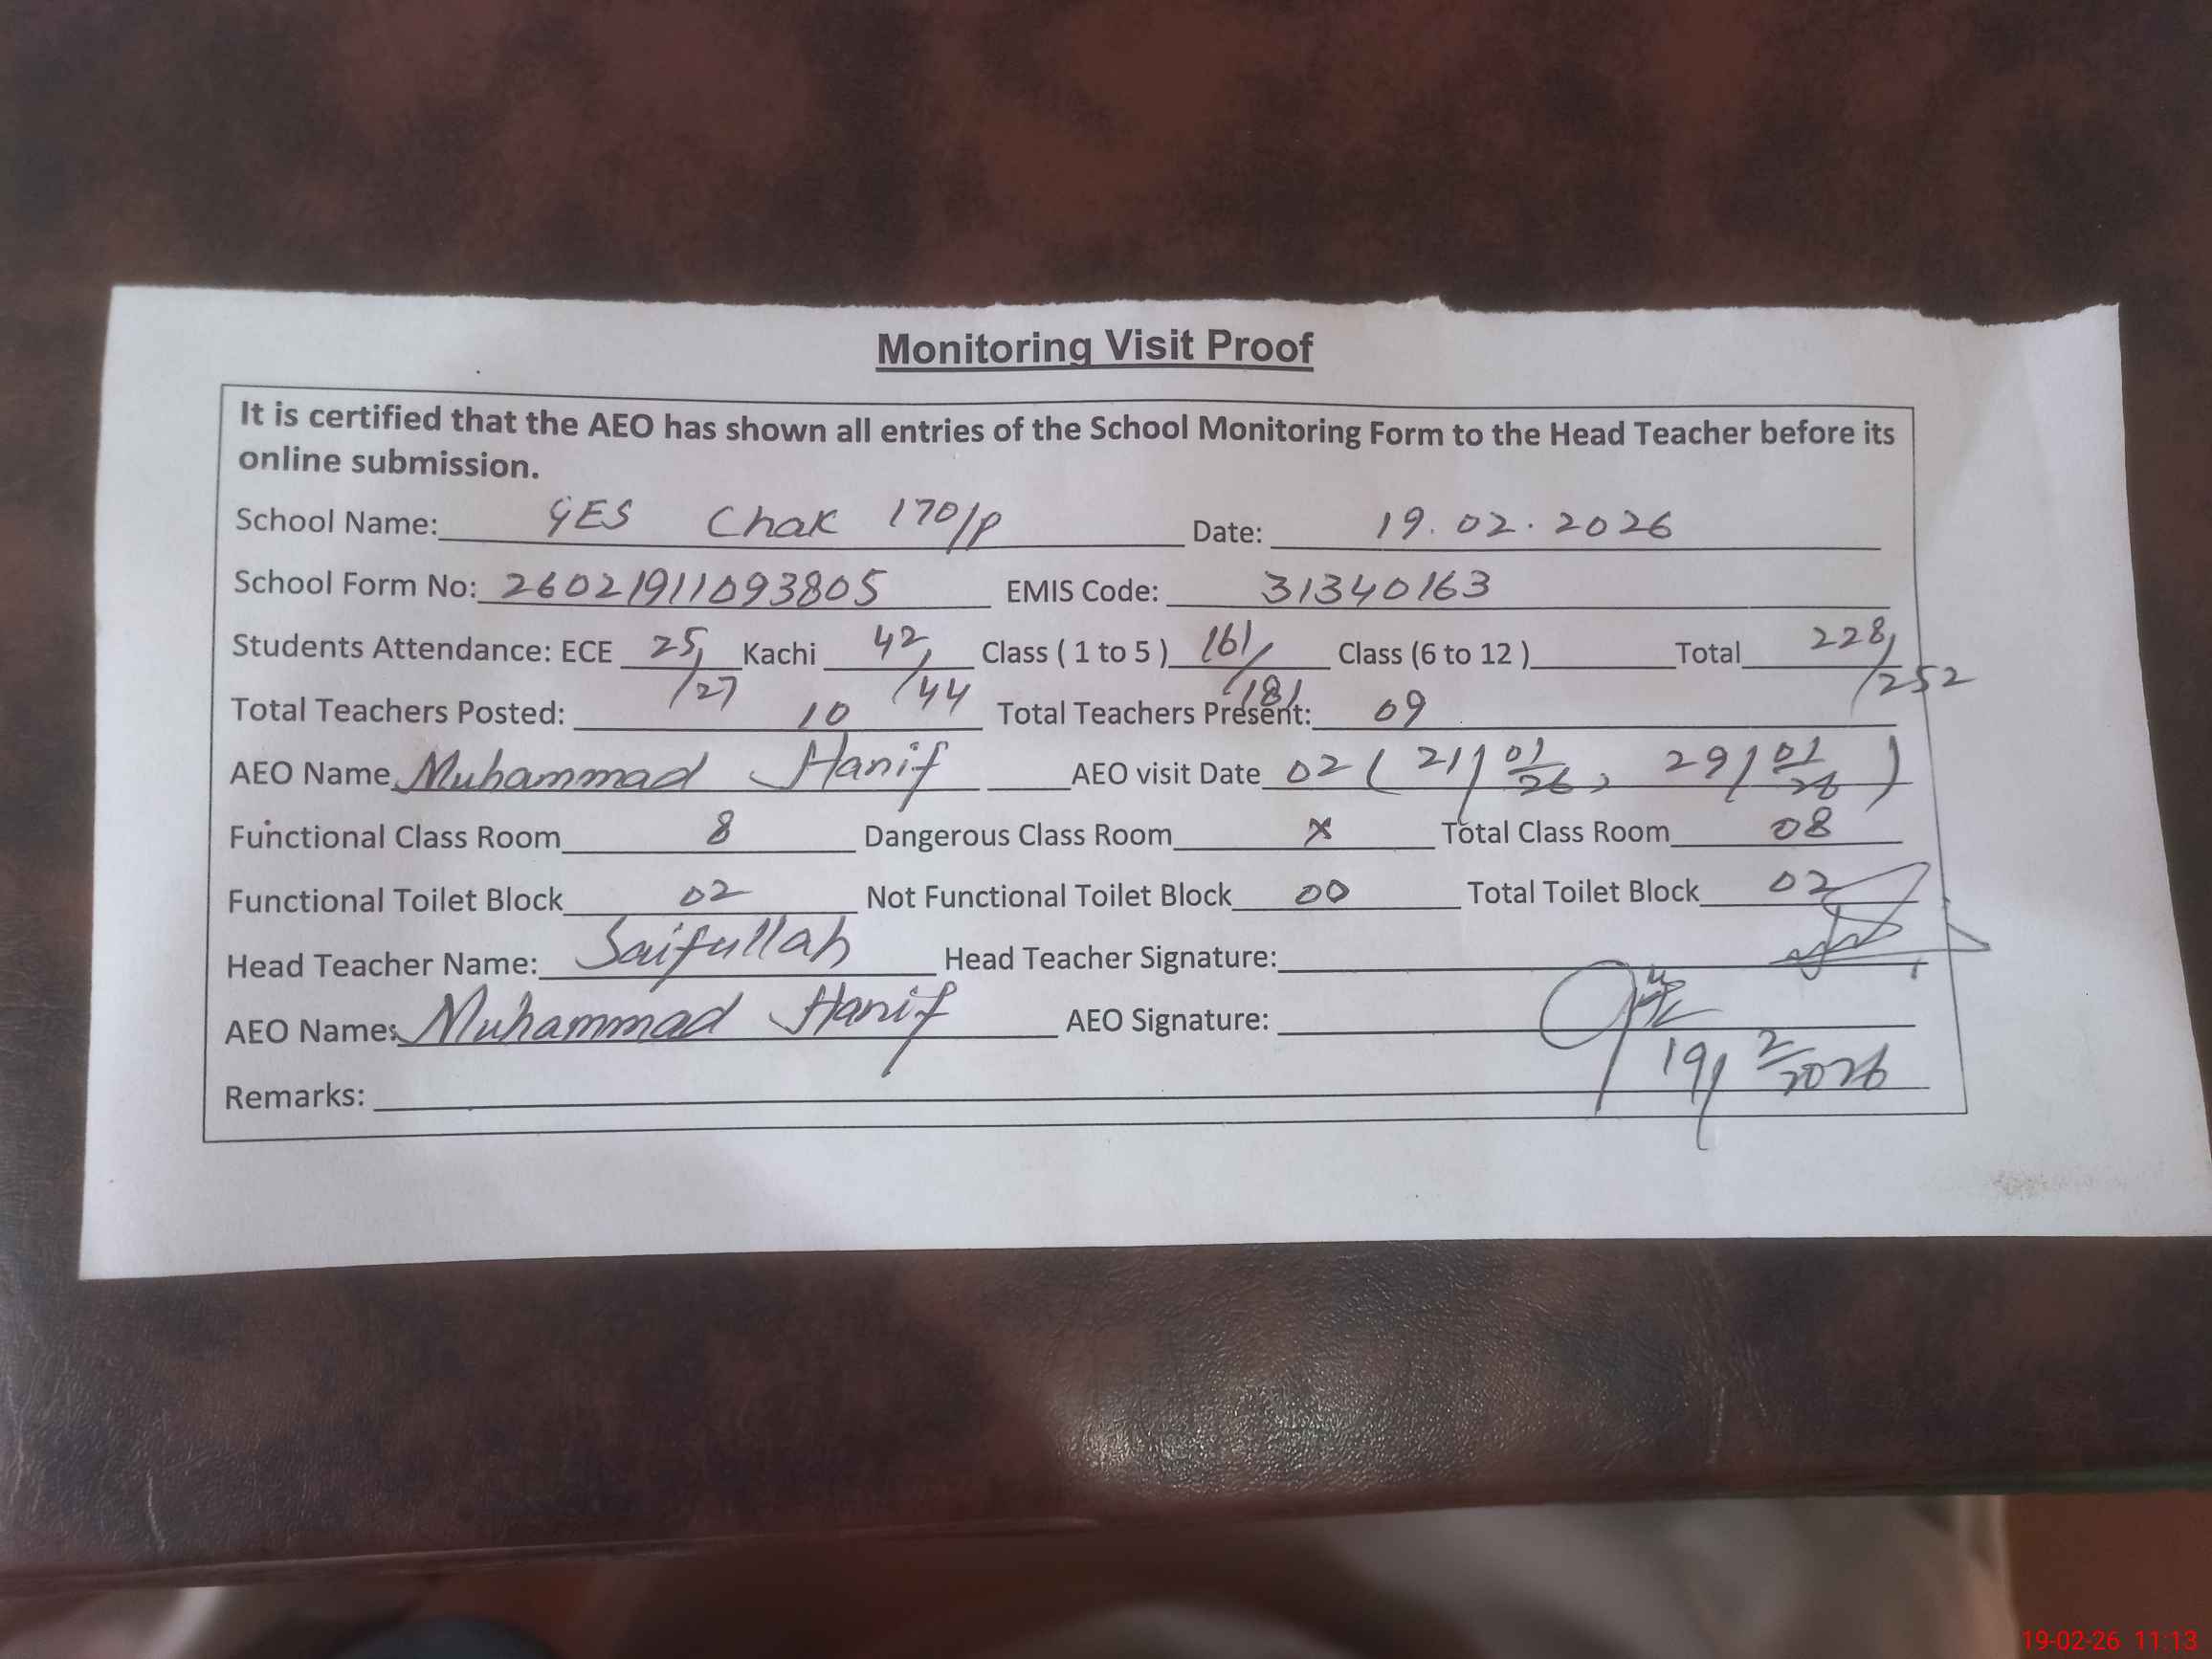 Monitoring Visit Proof
It is certified that the AEO has shown all entries of the School Monitoring Form to the Head Teacher before its
online submission.
School Name: GES Chak 170/P Date: 19.02.2026
School Form No: 26021911093805 EMIS Code: 31340163
Students Attendance: ECE 25/27 Kachi 42/44 Class ( 1 to 5 ) 161/181 Class (6 to 12 ) Total 228/252
Total Teachers Posted: 10 Total Teachers Present: 09
AEO Name Muhammad Hanif AEO visit Date 02 ( 21/01/26, 29/01/26 )
Functional Class Room 8 Dangerous Class Room x Total Class Room 08
Functional Toilet Block 02 Not Functional Toilet Block 00 Total Toilet Block 02
Head Teacher Name: Saifullah Head Teacher Signature:
AEO Name: Muhammad Hanif AEO Signature:
19/2/2026
Remarks:
19-02-26 11:13